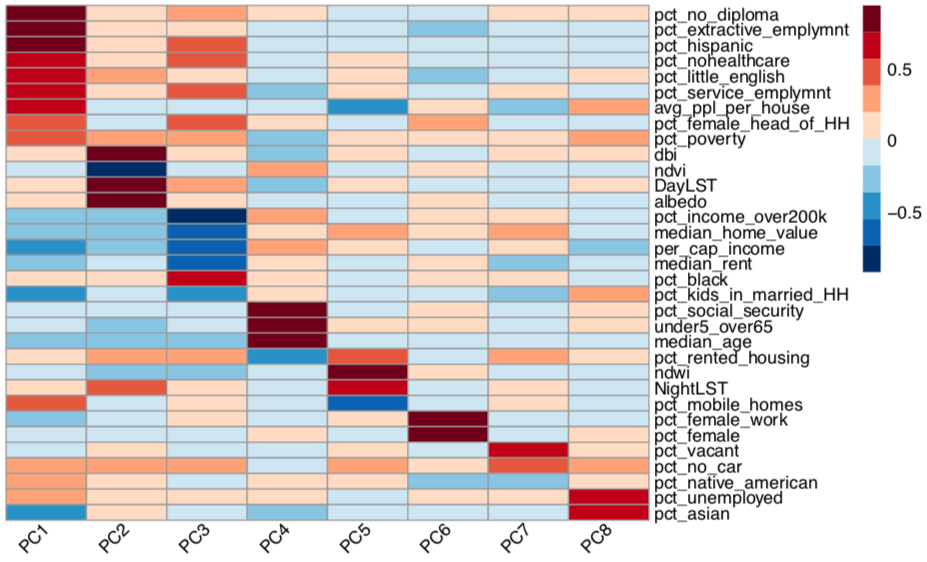 pct_no_diploma
pct_extractive_emplymnt
pct_hispanic
pct_nohealthcare
pct_little_english
pct_service_emplymnt
avg_ppl_per_house
pct_female_head_of_HH
pct_poverty
dbi
ndvi
DayLST
albedo
pct_income_over200k
median_home_value
per_cap_income
median_rent
pct_black
pct_kids_in_married_HH
pct_social_security
under5_over65
median_age
pct_rented_housing
ndwi
NightLST
pct_mobile_homes
pct_female_work
pct_female
pct_vacant
pct_no_car
pct_native_american
pct_unemployed
pct_asian
0.5
0
−0.5
PC1 PC2 PC3 PC4 PC5 PC6 PC7 PC8